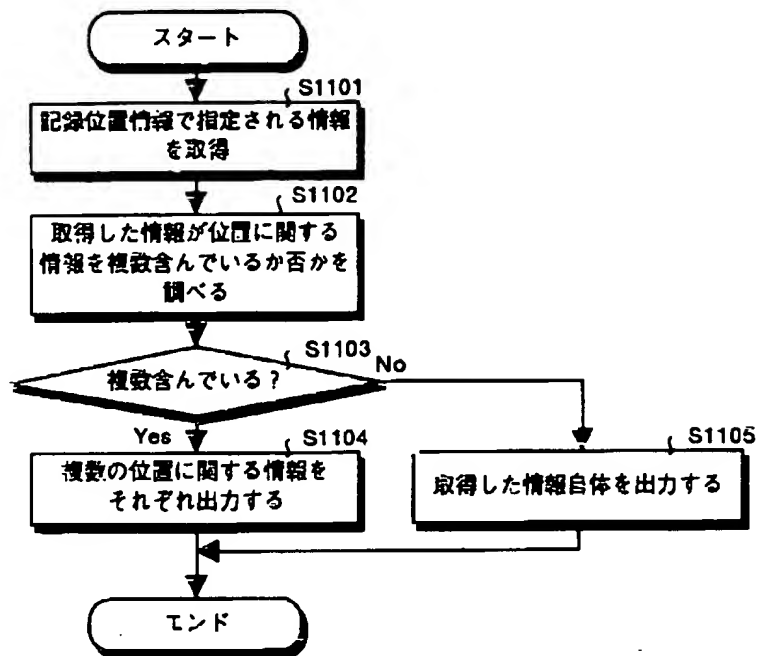 スタート
S1101
記録位置情報で指定される情報
を取得
S1102
取得した情報が位置に関する
情報を複数含んでいるか否かを
調べる
S1103
複数含んでいる?
No
Yes
S1104
複数の位置に関する情報を
それぞれ出力する
S1105
取得した情報自体を出力する
エンド